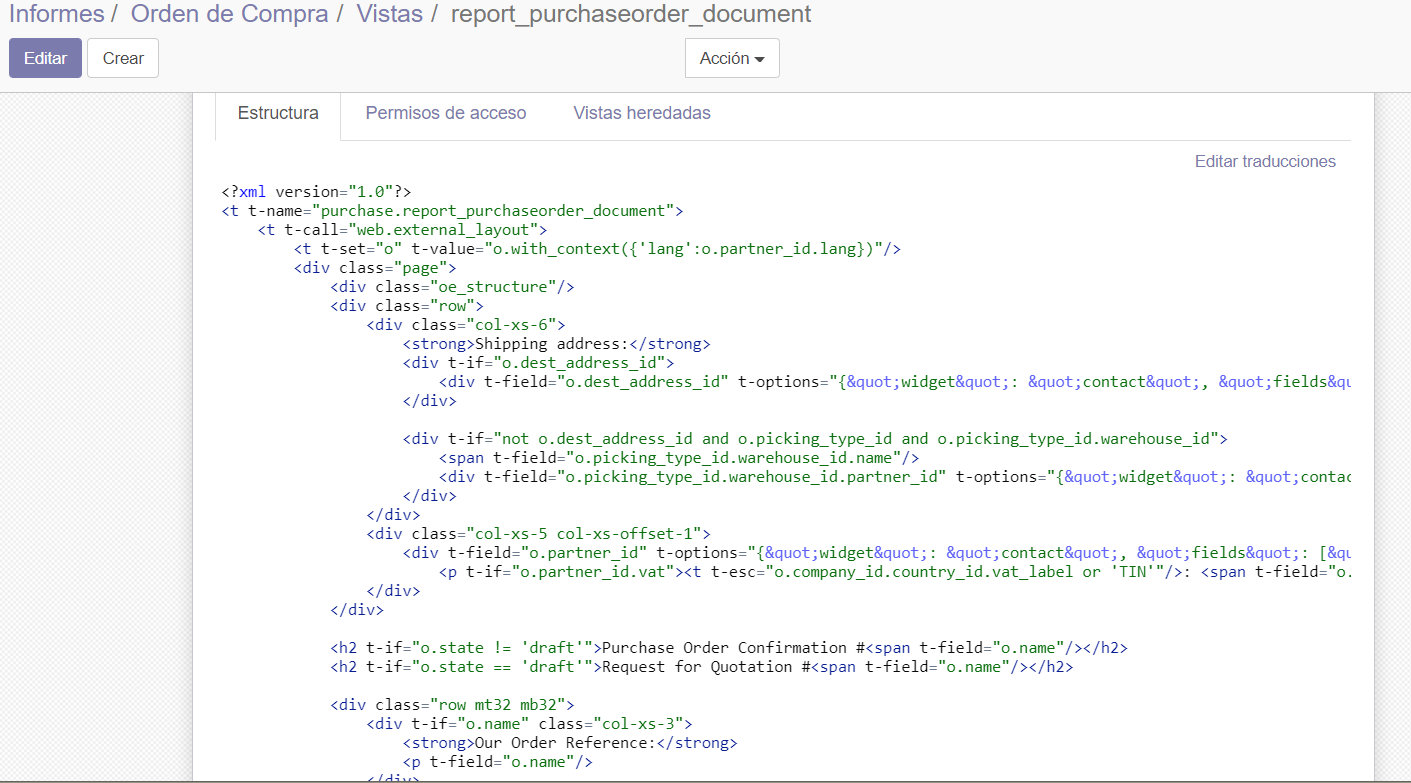 Informes / Orden de Compra / Vistas / report_purchaseorder_document
Editar Crear Acción
Estructura Permisos de acceso Vistas heredadas
Editar traducciones
<?xml version="1.0"?>
<t t-name="purchase.report_purchaseorder_document">
    <t t-call="web.external_layout">
        <t t-set="o" t-value="o.with_context({'lang':o.partner_id.lang})"/>
        <div class="page">
            <div class="oe_structure"/>
            <div class="row">
                <div class="col-xs-6">
                    <strong>Shipping address:</strong>
                    <div t-if="o.dest_address_id">
                        <div t-field="o.dest_address_id" t-options="{&quot;widget&quot;: &quot;contact&quot;, &quot;fields&qu
                    </div>

                    <div t-if="not o.dest_address_id and o.picking_type_id and o.picking_type_id.warehouse_id">
                        <span t-field="o.picking_type_id.warehouse_id.name"/>
                        <div t-field="o.picking_type_id.warehouse_id.partner_id" t-options="{&quot;widget&quot;: &quot;contac
                    </div>
                </div>
                <div class="col-xs-5 col-xs-offset-1">
                    <div t-field="o.partner_id" t-options="{&quot;widget&quot;: &quot;contact&quot;, &quot;fields&quot;: [&qu
                        <p t-if="o.partner_id.vat"><t t-esc="o.company_id.country_id.vat_label or 'TIN'"/>: <span t-field="o.
                </div>
            </div>

            <h2 t-if="o.state != 'draft'">Purchase Order Confirmation #<span t-field="o.name"/></h2>
            <h2 t-if="o.state == 'draft'">Request for Quotation #<span t-field="o.name"/></h2>

            <div class="row mt32 mb32">
                <div t-if="o.name" class="col-xs-3">
                    <strong>Our Order Reference:</strong>
                    <p t-field="o.name"/>
                </div>